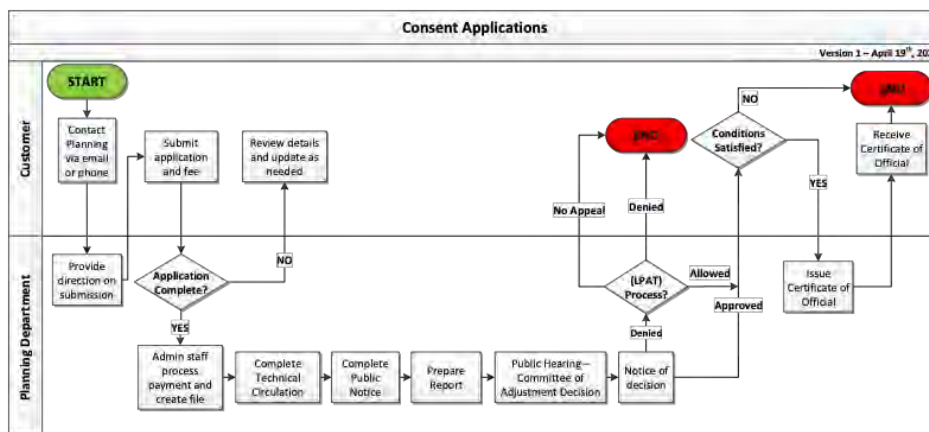 Consent Applications
Version 1 – April 19th, 20
Customer
START
Contact
Planning
via email
or phone
Submit
application
and fee
Review details
and update as
needed
END
NO
Conditions
Satisfied?
END
Receive
Certificate of
Official
YES
No Appeal
Denied
Planning Department
Provide
direction on
submission
Application
Complete?
NO
(LPAT)
Process?
Allowed
Approved
Issue
Certificate of
Official
YES
Denied
Admin staff
process
payment and
create file
Complete
Technical
Circulation
Complete
Public
Notice
Prepare
Report
Public Hearing—
Committee of
Adjustment Decision
Notice of
decision